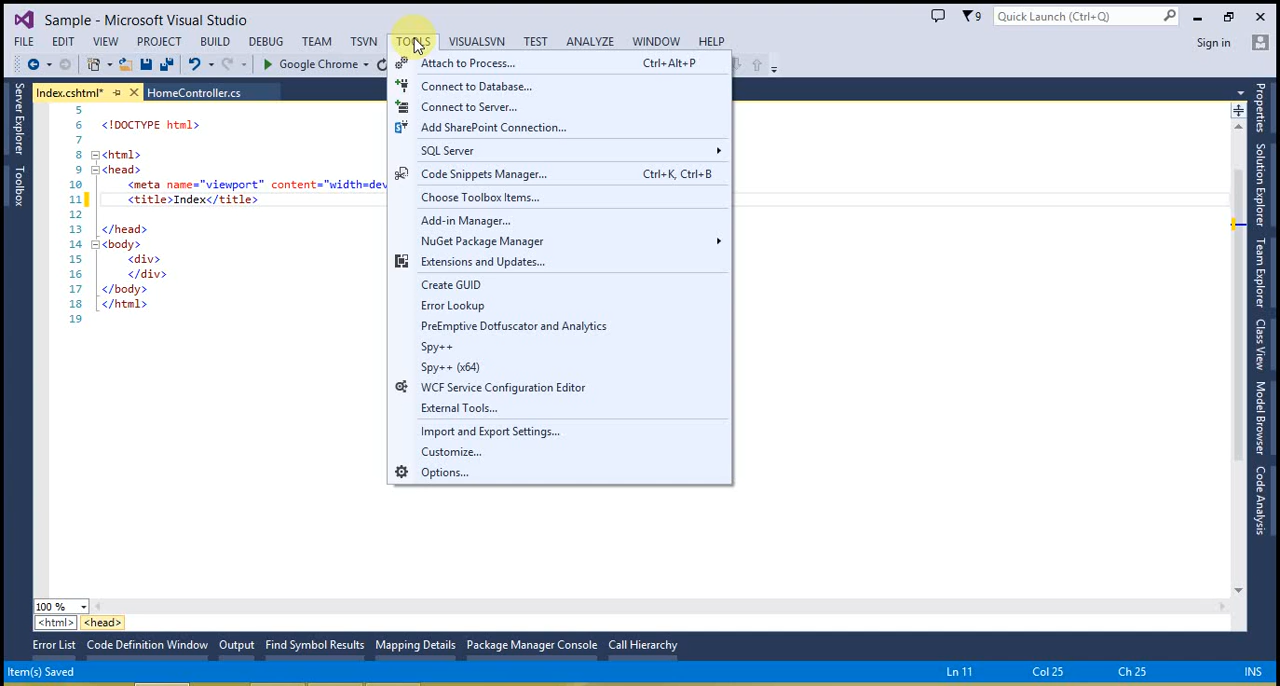 Sample - Microsoft Visual Studio
9
Quick Launch (Ctrl+Q)
FILE EDIT VIEW PROJECT BUILD DEBUG TEAM TSVN TOOLS VISUALSVN TEST ANALYZE WINDOW HELP
Sign in
Google Chrome
Index.cshtml*
HomeController.cs
Server Explorer
Toolbox
5
6 <!DOCTYPE html>
7
8 <html>
9 <head>
10 <meta name="viewport" content="width=dev
11 <title>Index</title>
12
13 </head>
14 <body>
15 <div>
16 </div>
17 </body>
18 </html>
19
Attach to Process... Ctrl+Alt+P
Connect to Database...
Connect to Server...
Add SharePoint Connection...
SQL Server
Code Snippets Manager... Ctrl+K, Ctrl+B
Choose Toolbox Items...
Add-in Manager...
NuGet Package Manager
Extensions and Updates...
Create GUID
Error Lookup
PreEmptive Dotfuscator and Analytics
Spy++
Spy++ (x64)
WCF Service Configuration Editor
External Tools...
Import and Export Settings...
Customize...
Options...
Properties
Solution Explorer
Team Explorer
Class View
Model Browser
Code Analysis
100 %
<html> <head>
Error List Code Definition Window Output Find Symbol Results Mapping Details Package Manager Console Call Hierarchy
Item(s) Saved Ln 11 Col 25 Ch 25 INS